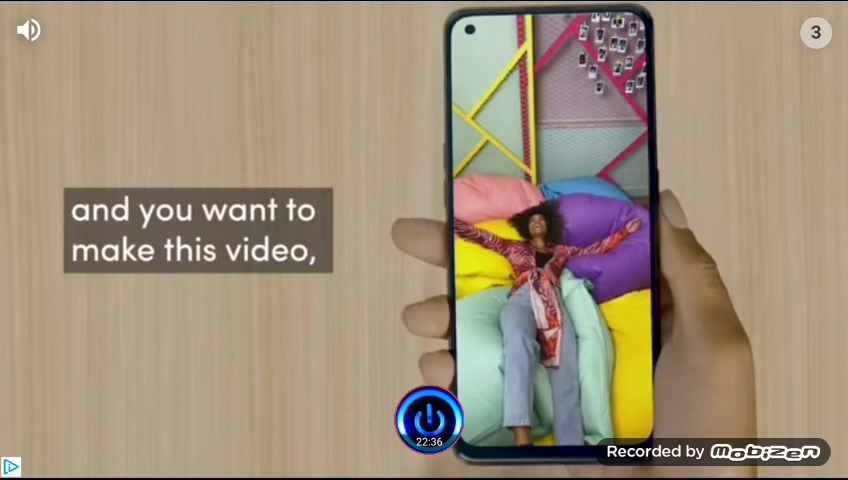 3
and you want to
make this video,
22:36
Recorded by Mobizen